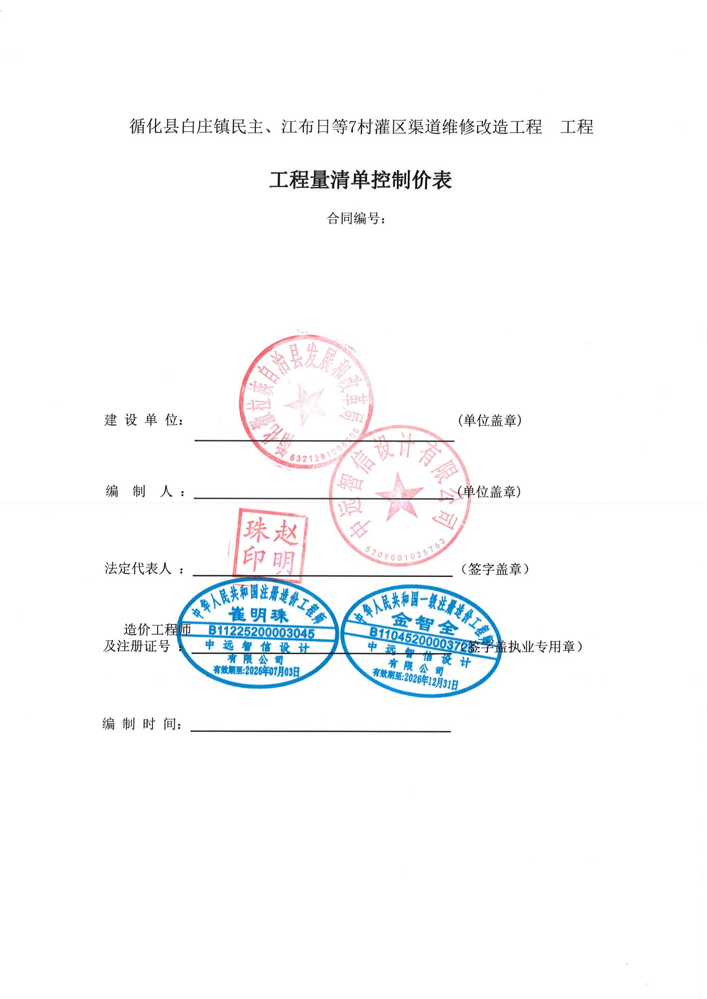 循化县白庄镇民主、江布日等7村灌区渠道维修改造工程 工程
工程量清单控制价表
合同编号:
循化撒拉族自治县发展和改革局
建 设 单 位: (单位盖章)
中远智信设计有限公司
编 制 人 : (单位盖章)
5209001025763
赵明珠印
法定代表人 : (签字盖章)
中华人民共和国注册造价工程师
崔明珠
B11225200003045
中远智信设计
有限公司
有效期至:2026年07月03日
中华人民共和国一级注册造价工程师
金智全
中远智信设计
有限公司
有效期至:2026年12月31日
造价工程师
及注册证号 : (签字盖执业专用章)
编 制 时 间: